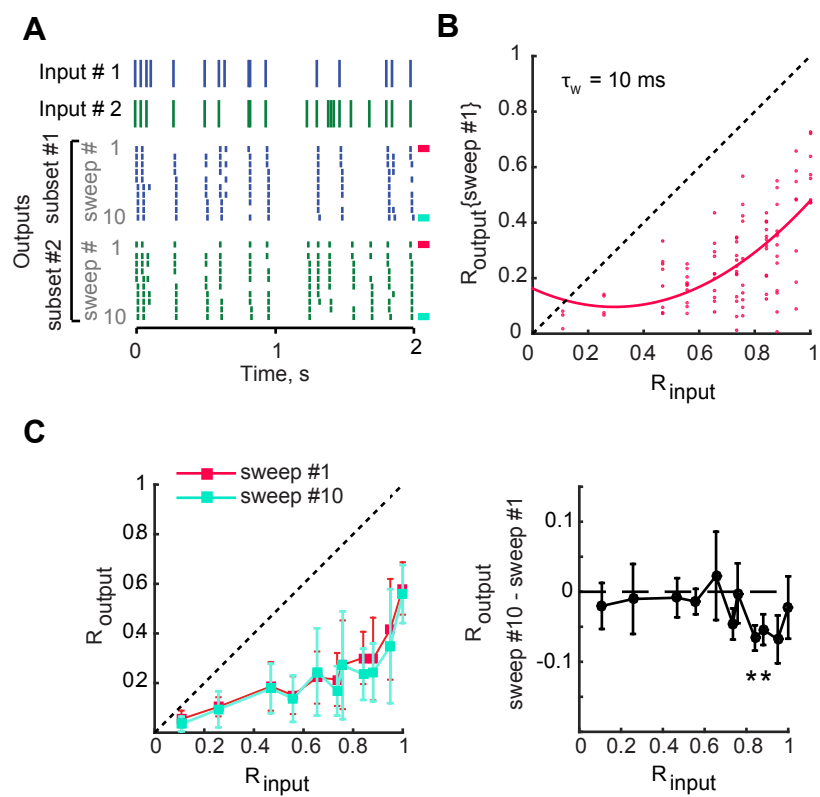 A
Input # 1
Input # 2
Outputs
subset #1
sweep #
1
10
subset #2
sweep #
1
10
0
1
2
Time, s
B
τw = 10 ms
Routput{sweep #1}
1
0.8
0.6
0.4
0.2
0
0 0.2 0.4 0.6 0.8 1
Rinput
C
sweep #1
sweep #10
Routput
1
0.8
0.6
0.4
0.2
0 0.2 0.4 0.6 0.8 1
Rinput
Routput
sweep #10 - sweep #1
0.1
0
-0.1
**
0 0.2 0.4 0.6 0.8 1
Rinput